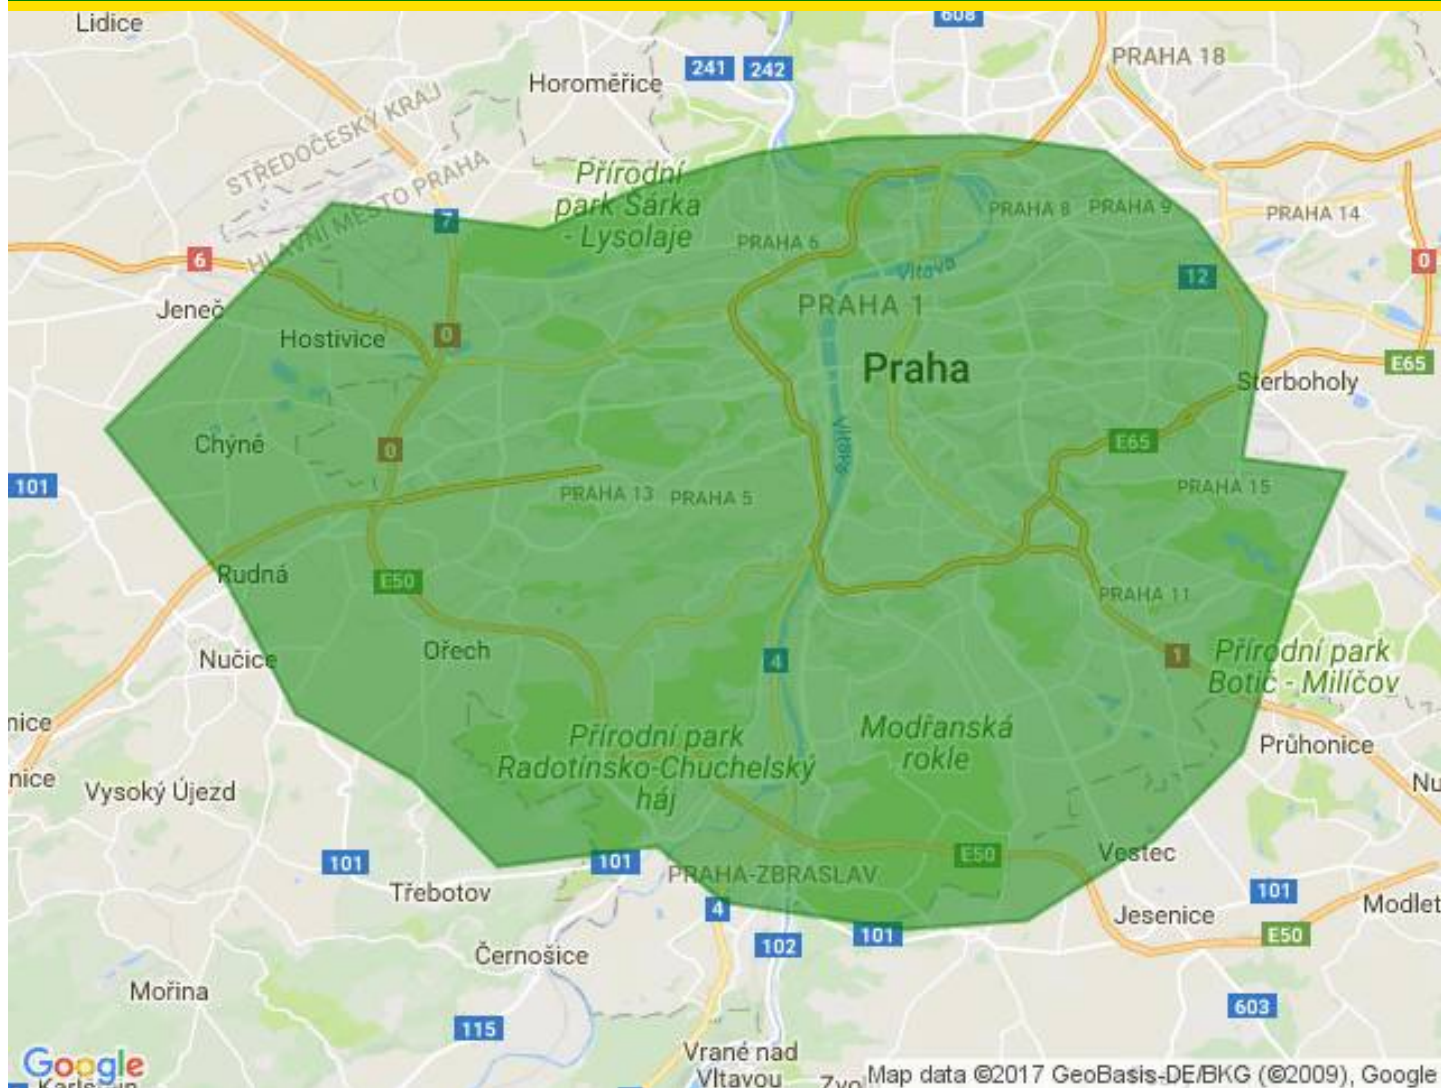 608
Lidice
PRAHA 18
241
242
Horoměřice
STŘEDOČESKÝ KRAJ
HLAVNÍ MĚSTO PRAHA
Přírodní
park Šárka
- Lysolaje
7
PRAHA 8
PRAHA 9
PRAHA 14
PRAHA 6
6
0
Vltava
12
Jeneč
PRAHA 1
Hostivice
0
Praha
E65
Sterboholy
Chýně
0
Vltava
E65
101
PRAHA 13
PRAHA 5
PRAHA 15
Rudná
E50
PRAHA 11
Nučice
Ořech
4
1
Přírodní park
Botič - Milíčov
nice
Přírodní park
Radotínsko-Chuchelský
háj
Modřanská
rokle
Průhonice
nice
Vysoký Újezd
Nu
101
101
E50
Vestec
Třebotov
PRAHA-ZBRASLAV
101
Modlet
4
Jesenice
101
E50
102
Černošice
Mořina
603
115
Vrané nad
Vltavou
Google
Map data ©2017 GeoBasis-DE/BKG (©2009), Google